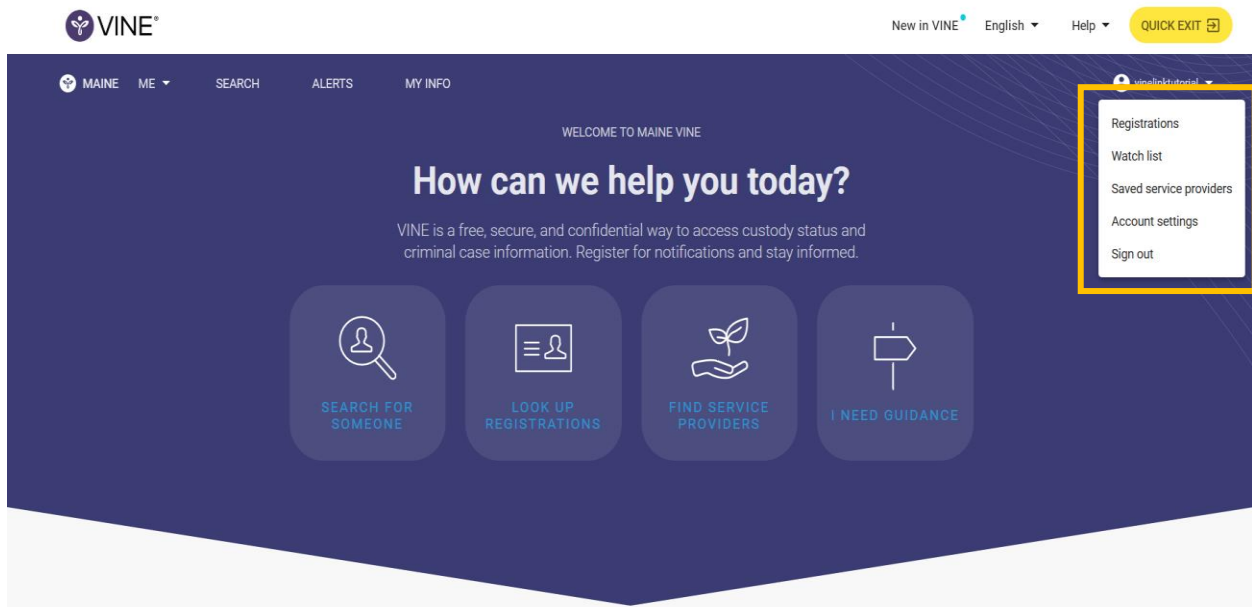 VINE®
New in VINE English Help QUICK EXIT
MAINE ME SEARCH ALERTS MY INFO vinelinktutorial
Registrations
Watch list
Saved service providers
Account settings
Sign out
WELCOME TO MAINE VINE
How can we help you today?
VINE is a free, secure, and confidential way to access custody status and
criminal case information. Register for notifications and stay informed.
SEARCH FOR
SOMEONE
LOOK UP
REGISTRATIONS
FIND SERVICE
PROVIDERS
I NEED GUIDANCE